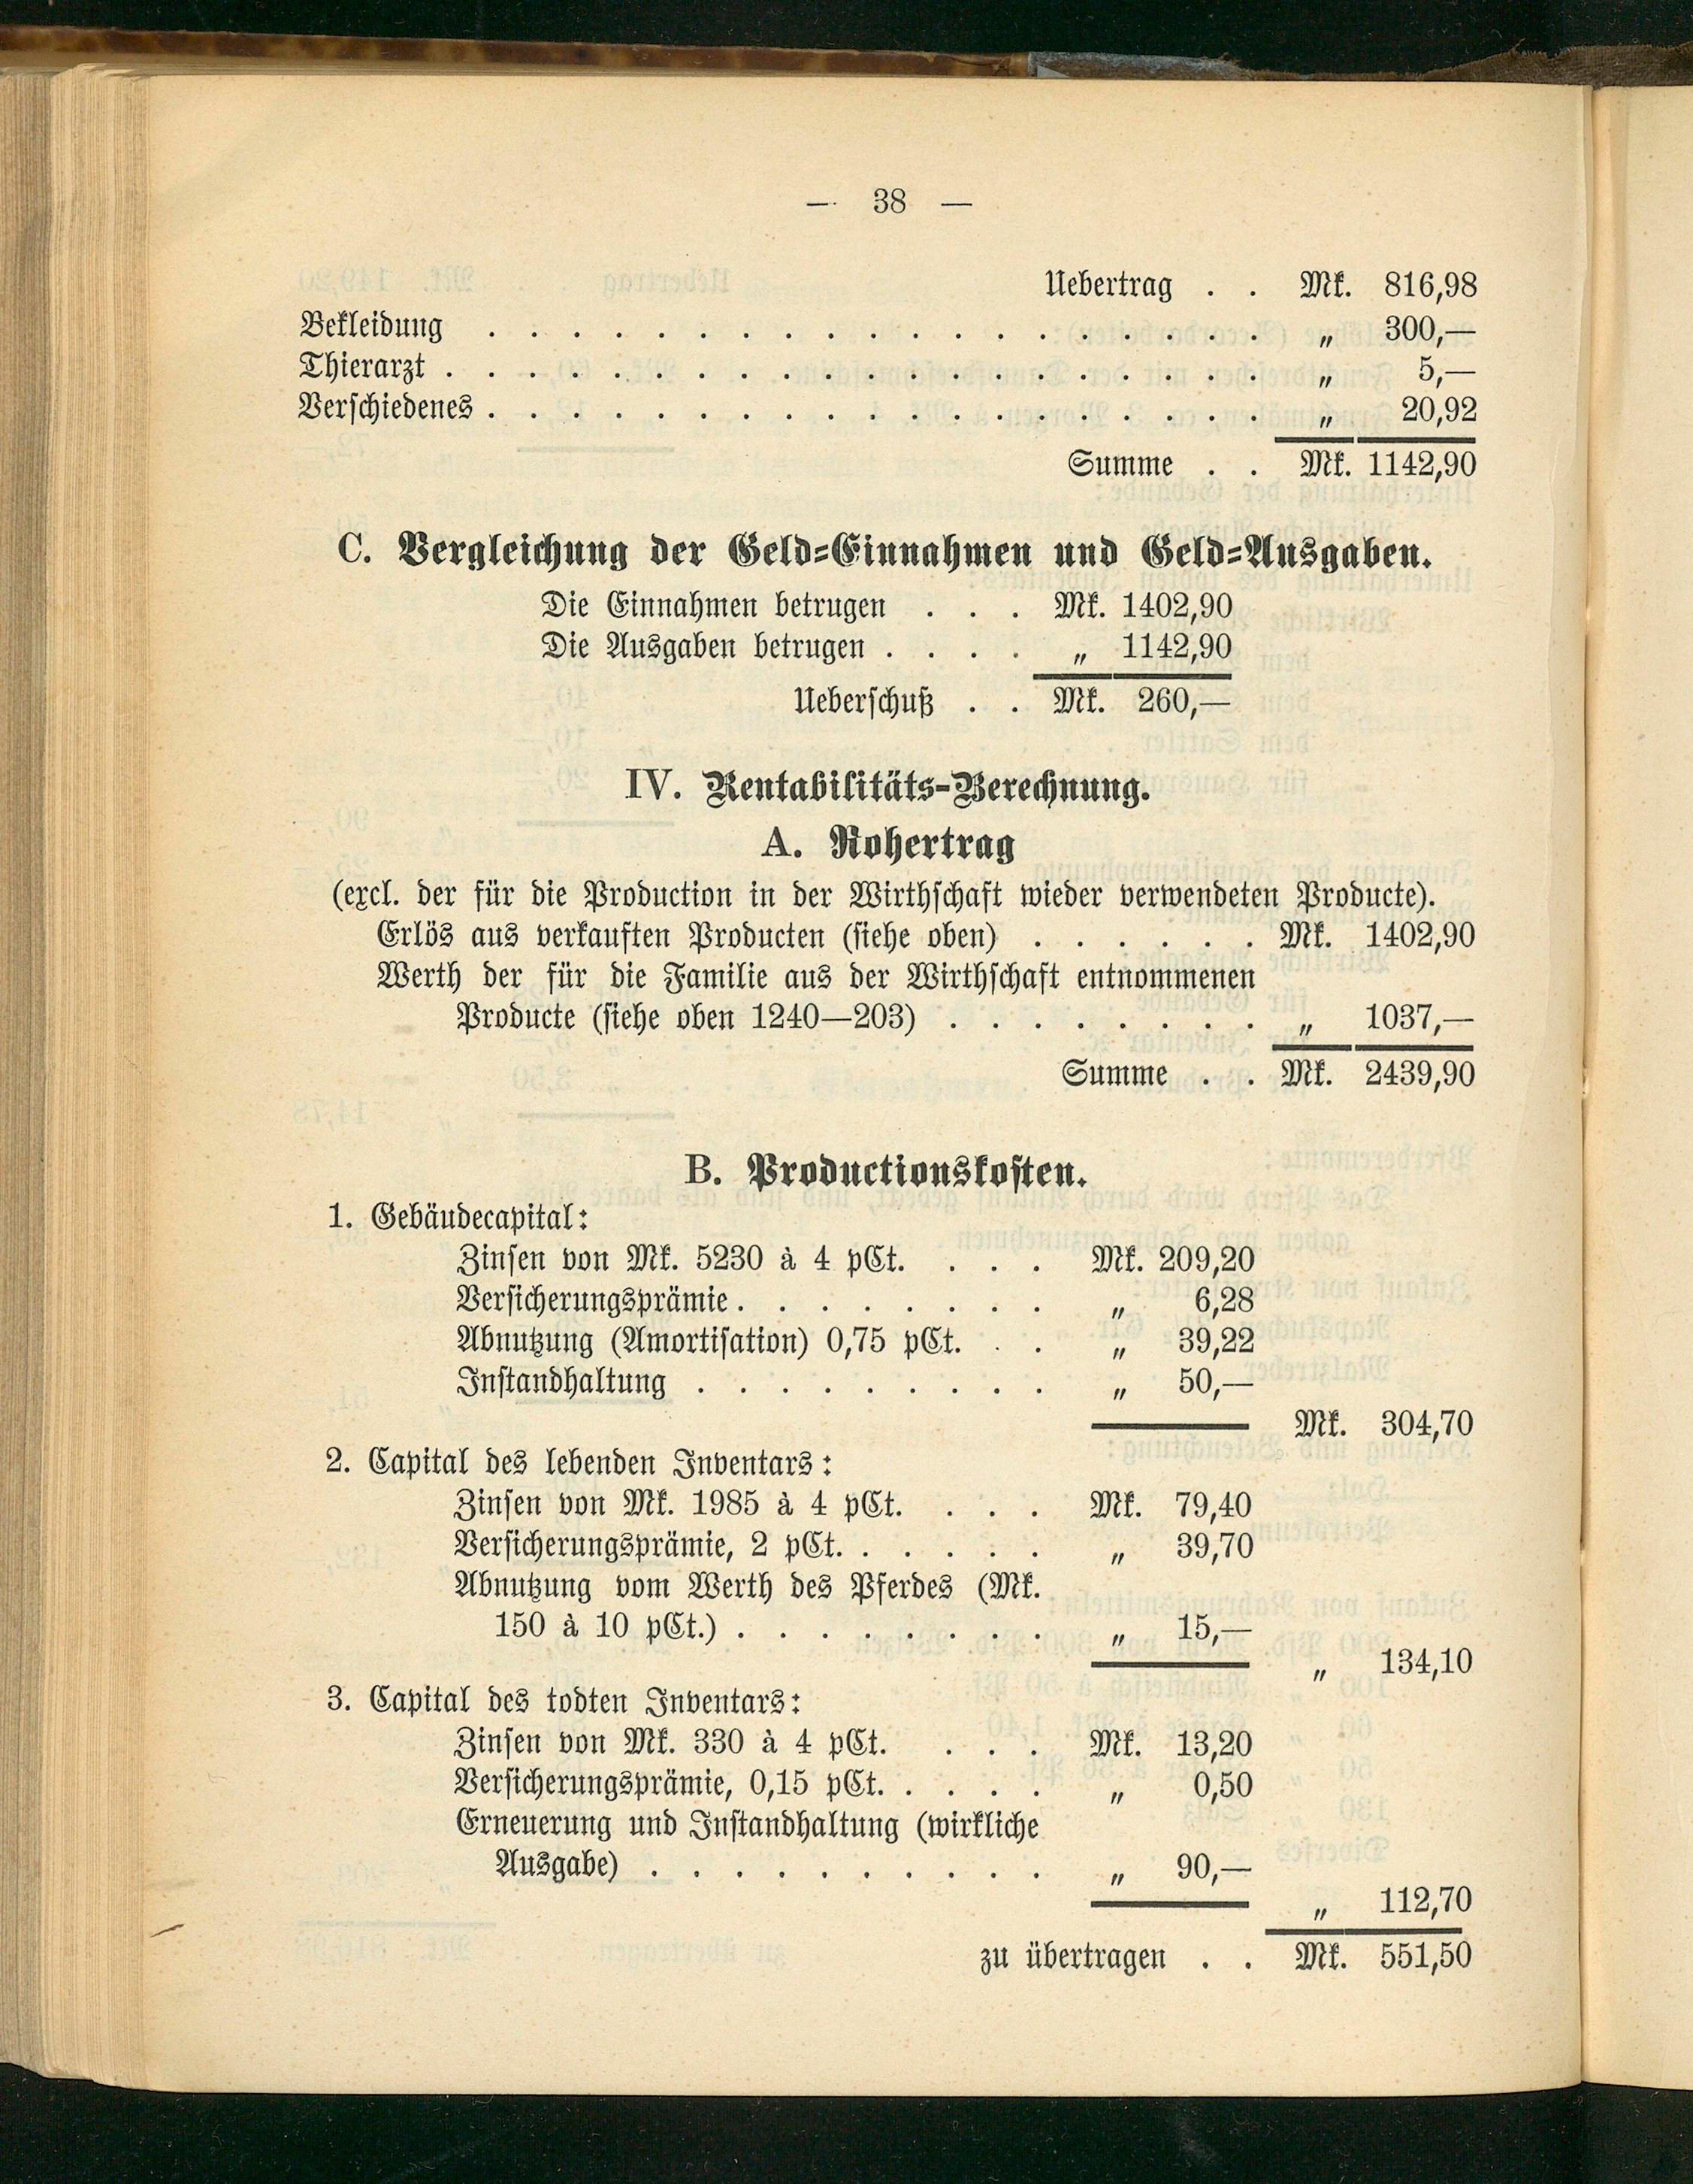 — 38 —
Uebertrag . . Mk. 816,98
Bekleidung . . . . . . . . . . . . . . . . . . . „ 300,—
Thierarzt . . . . . . . . . . . . . . . . . . . . „ 5,—
Verschiedenes . . . . . . . . . . . . . . . . . . . „ 20,92
Summe . . Mk. 1142,90
C. Vergleichung der Geld=Einnahmen und Geld=Ausgaben.
Die Einnahmen betrugen . . . Mk. 1402,90
Die Ausgaben betrugen . . . . „ 1142,90
Ueberschuß . . Mk. 260,—
IV. Rentabilitäts-Berechnung.
A. Rohertrag
(excl. der für die Production in der Wirthschaft wieder verwendeten Producte).
Erlös aus verkauften Producten (siehe oben) . . . . . . Mk. 1402,90
Werth der für die Familie aus der Wirthschaft entnommenen
Producte (siehe oben 1240—203) . . . . . . . . „ 1037,—
Summe . . Mk. 2439,90
B. Productionskosten.
1. Gebäudecapital:
Zinsen von Mk. 5230 à 4 pCt. . . . Mk. 209,20
Versicherungsprämie . . . . . . . . „ 6,28
Abnutzung (Amortisation) 0,75 pCt. . . „ 39,22
Instandhaltung . . . . . . . . . „ 50,—
Mk. 304,70
2. Capital des lebenden Inventars:
Zinsen von Mk. 1985 à 4 pCt. . . . Mk. 79,40
Versicherungsprämie, 2 pCt. . . . . . „ 39,70
Abnutzung vom Werth des Pferdes (Mk.
150 à 10 pCt.) . . . . . . . . „ 15,—
„ 134,10
3. Capital des todten Inventars:
Zinsen von Mk. 330 à 4 pCt. . . . Mk. 13,20
Versicherungsprämie, 0,15 pCt. . . . . „ 0,50
Erneuerung und Instandhaltung (wirkliche
Ausgabe) . . . . . . . . . . „ 90,—
„ 112,70
zu übertragen . . Mk. 551,50